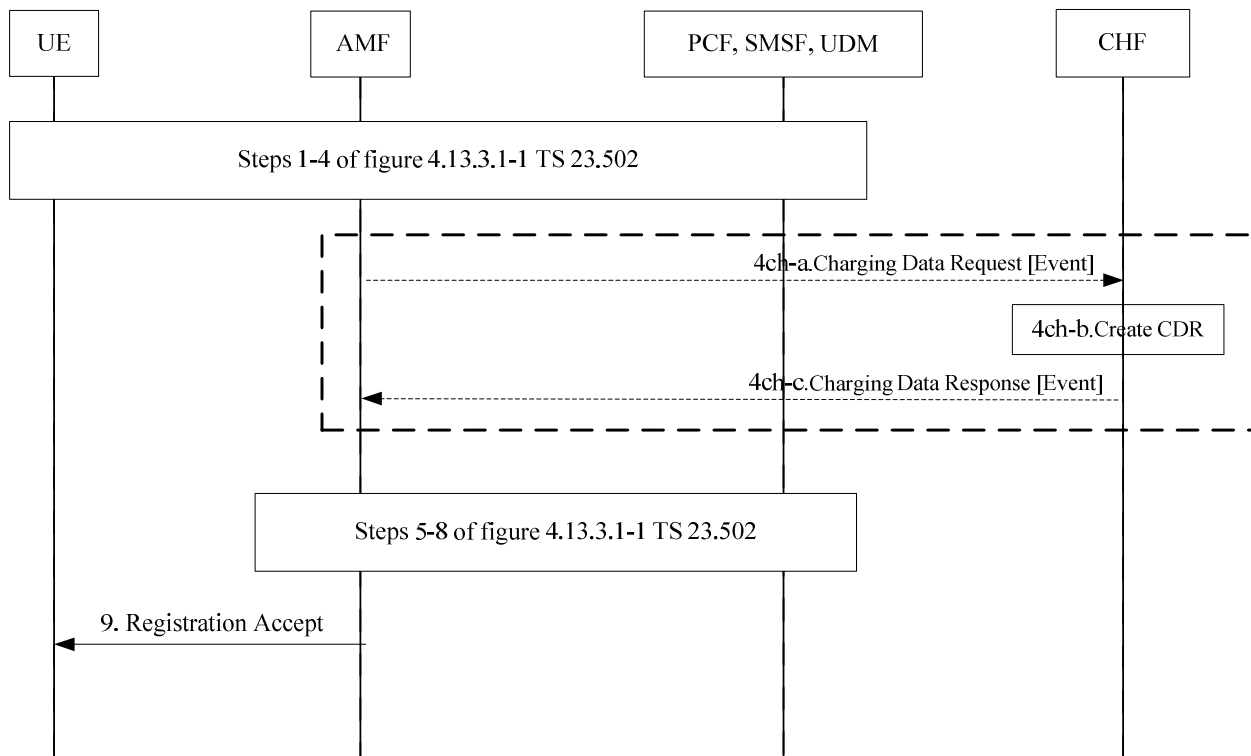 UE
AMF
PCF, SMSF, UDM
CHF
Steps 1-4 of figure 4.13.3.1-1 TS 23.502
4ch-a.Charging Data Request [Event]
4ch-b.Create CDR
4ch-c.Charging Data Response [Event]
Steps 5-8 of figure 4.13.3.1-1 TS 23.502
9. Registration Accept